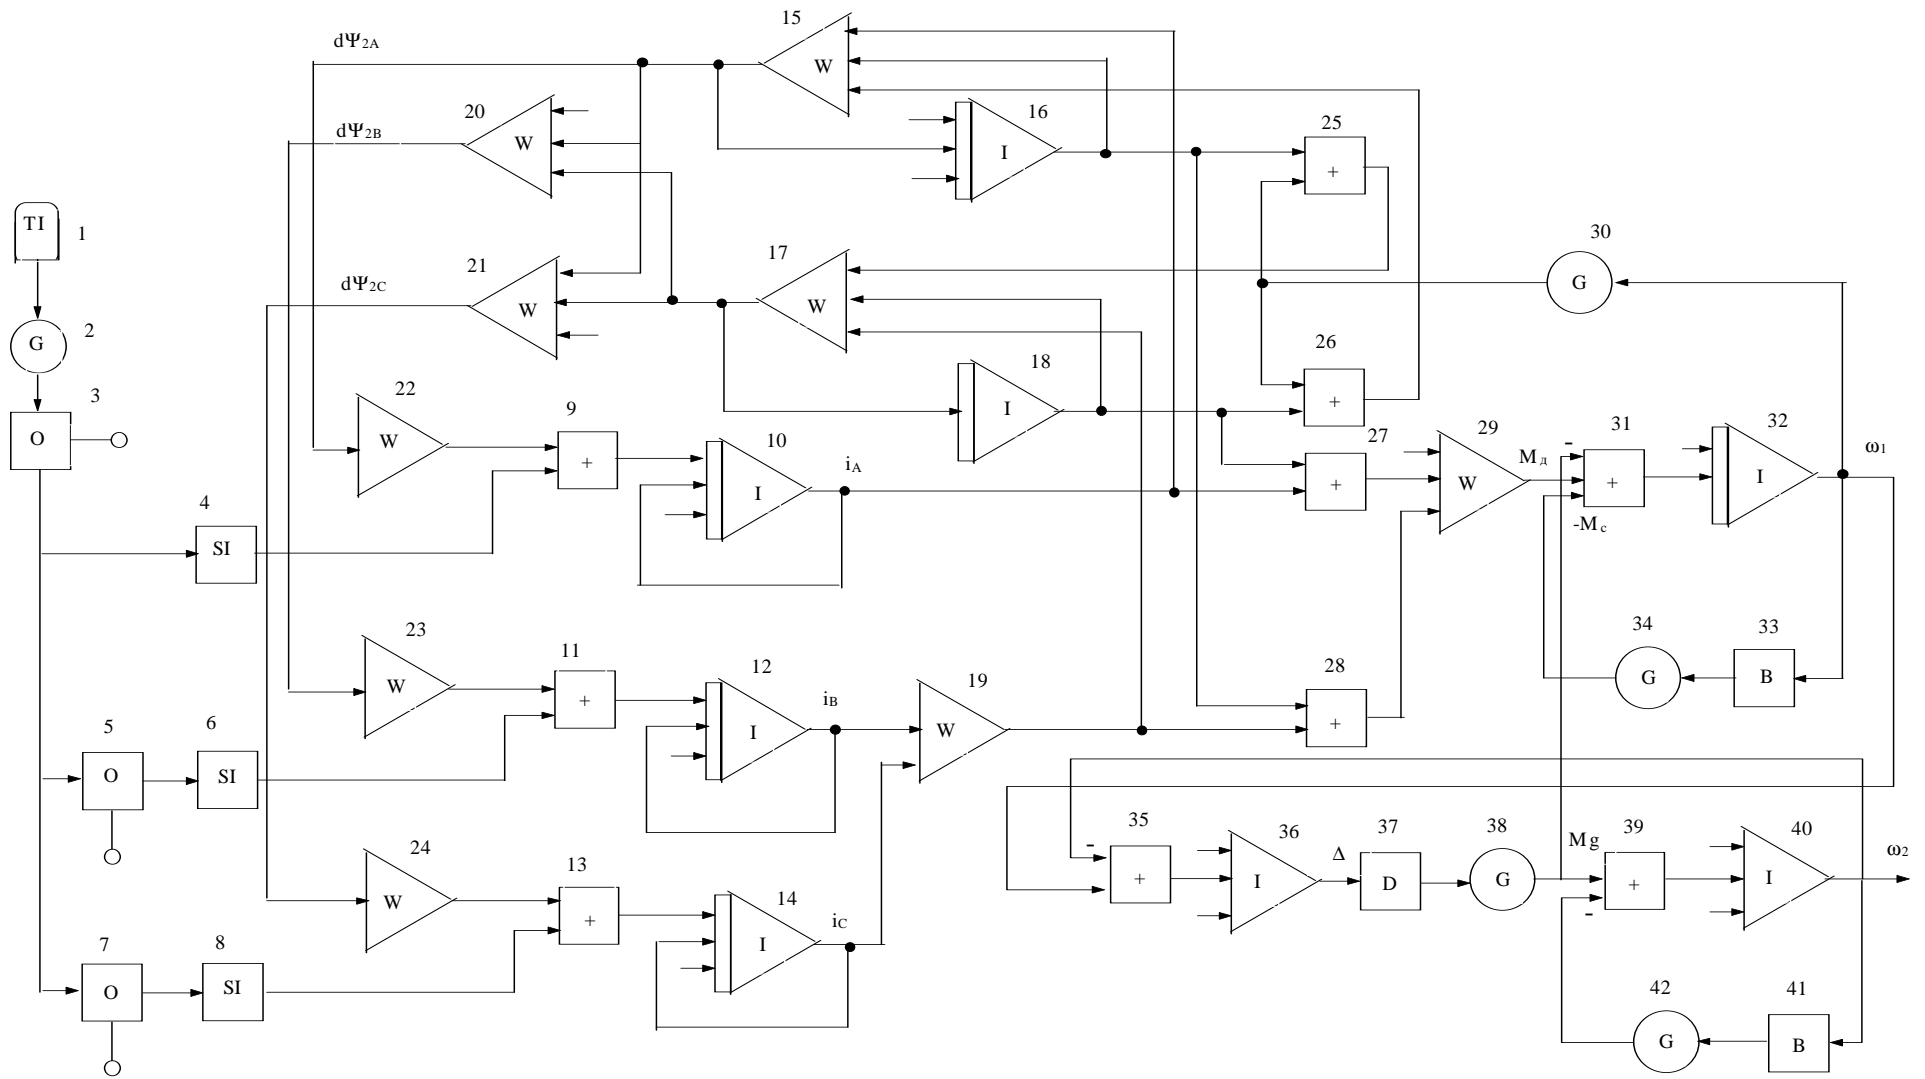 15
dΨ2A
W
20
16
dΨ2B
W
I
25
+
TI
1
30
G
17
21
dΨ2C
W
W
2
G
26
+
18
I
22
3
9
O
W
+
10
I
iA
27
+
29
W
Mд
-
31
+
32
I
ω1
-Mc
4
SI
23
W
11
+
12
I
iB
19
W
28
+
34
G
33
B
5
O
6
SI
24
W
13
+
14
I
iC
35
-
+
36
I
Δ
37
D
38
G
Mg
39
+
-
40
I
ω2
7
O
8
SI
42
G
41
B